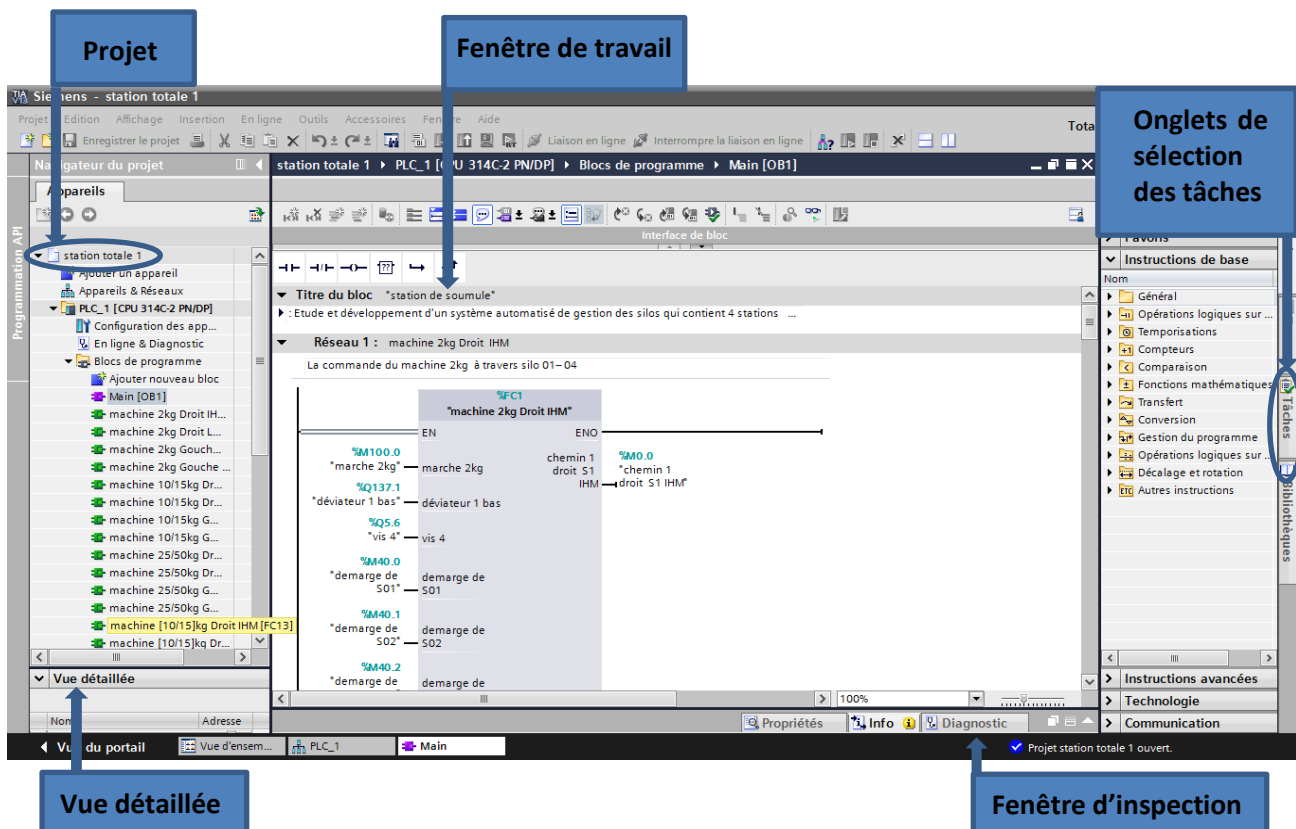 Projet
Fenêtre de travail
Onglets de
sélection
des tâches
TIA
V13
Siemens - station totale 1
Projet Edition Affichage Insertion En ligne Outils Accessoires Fenêtre Aide
Enregistrer le projet Liaison en ligne Interrompre la liaison en ligne
Tota
Navigateur du projet
station totale 1 PLC_1 [CPU 314C-2 PN/DP] Blocs de programme Main [OB1]
Appareils
Programmation API
Interface de bloc
station totale 1
Ajouter un appareil
Appareils & Réseaux
PLC_1 [CPU 314C-2 PN/DP]
Configuration des app...
En ligne & Diagnostic
Blocs de programme
Ajouter nouveau bloc
Main [OB1]
machine 2kg Droit IH...
machine 2kg Droit L...
machine 2kg Gouch...
machine 2kg Gouche ...
machine 10/15kg Dr...
machine 10/15kg Dr...
machine 10/15kg G...
machine 10/15kg G...
machine 25/50kg Dr...
machine 25/50kg Dr...
machine 25/50kg G...
machine 25/50kg G...
machine [10/15]kg Droit IHM [FC13]
machine [10/15]kg Dr...
Vue détaillée
Nom Adresse
Titre du bloc "station de soumule"
: Etude et développement d'un système automatisé de gestion des silos qui contient 4 stations ...
Réseau 1 : machine 2kg Droit IHM
La commande du machine 2kg à travers silo 01-04
%FC1
"machine 2kg Droit IHM"
EN ENO
%M100.0
"marche 2kg" marche 2kg
chemin 1
droit S1
IHM
%M0.0
"chemin 1
droit S1 IHM"
%Q137.1
"déviateur 1 bas" déviateur 1 bas
%Q5.6
"vis 4" vis 4
%M40.0
"demarge de
S01"
demarge de
S01
%M40.1
"demarge de
S02"
demarge de
S02
%M40.2
"demarge de
demarge de
100%
Propriétés Info Diagnostic
Favoris
Instructions de base
Nom
Général
Opérations logiques sur ...
Temporisations
Compteurs
Comparaison
Fonctions mathématiques
Transfert
Conversion
Gestion du programme
Opérations logiques sur ...
Décalage et rotation
Autres instructions
Instructions avancées
Technologie
Communication
Tâches
Bibliothèques
Vue du portail Vue d'ensem... PLC_1 Main
Projet station totale 1 ouvert.
Vue détaillée
Fenêtre d'inspection